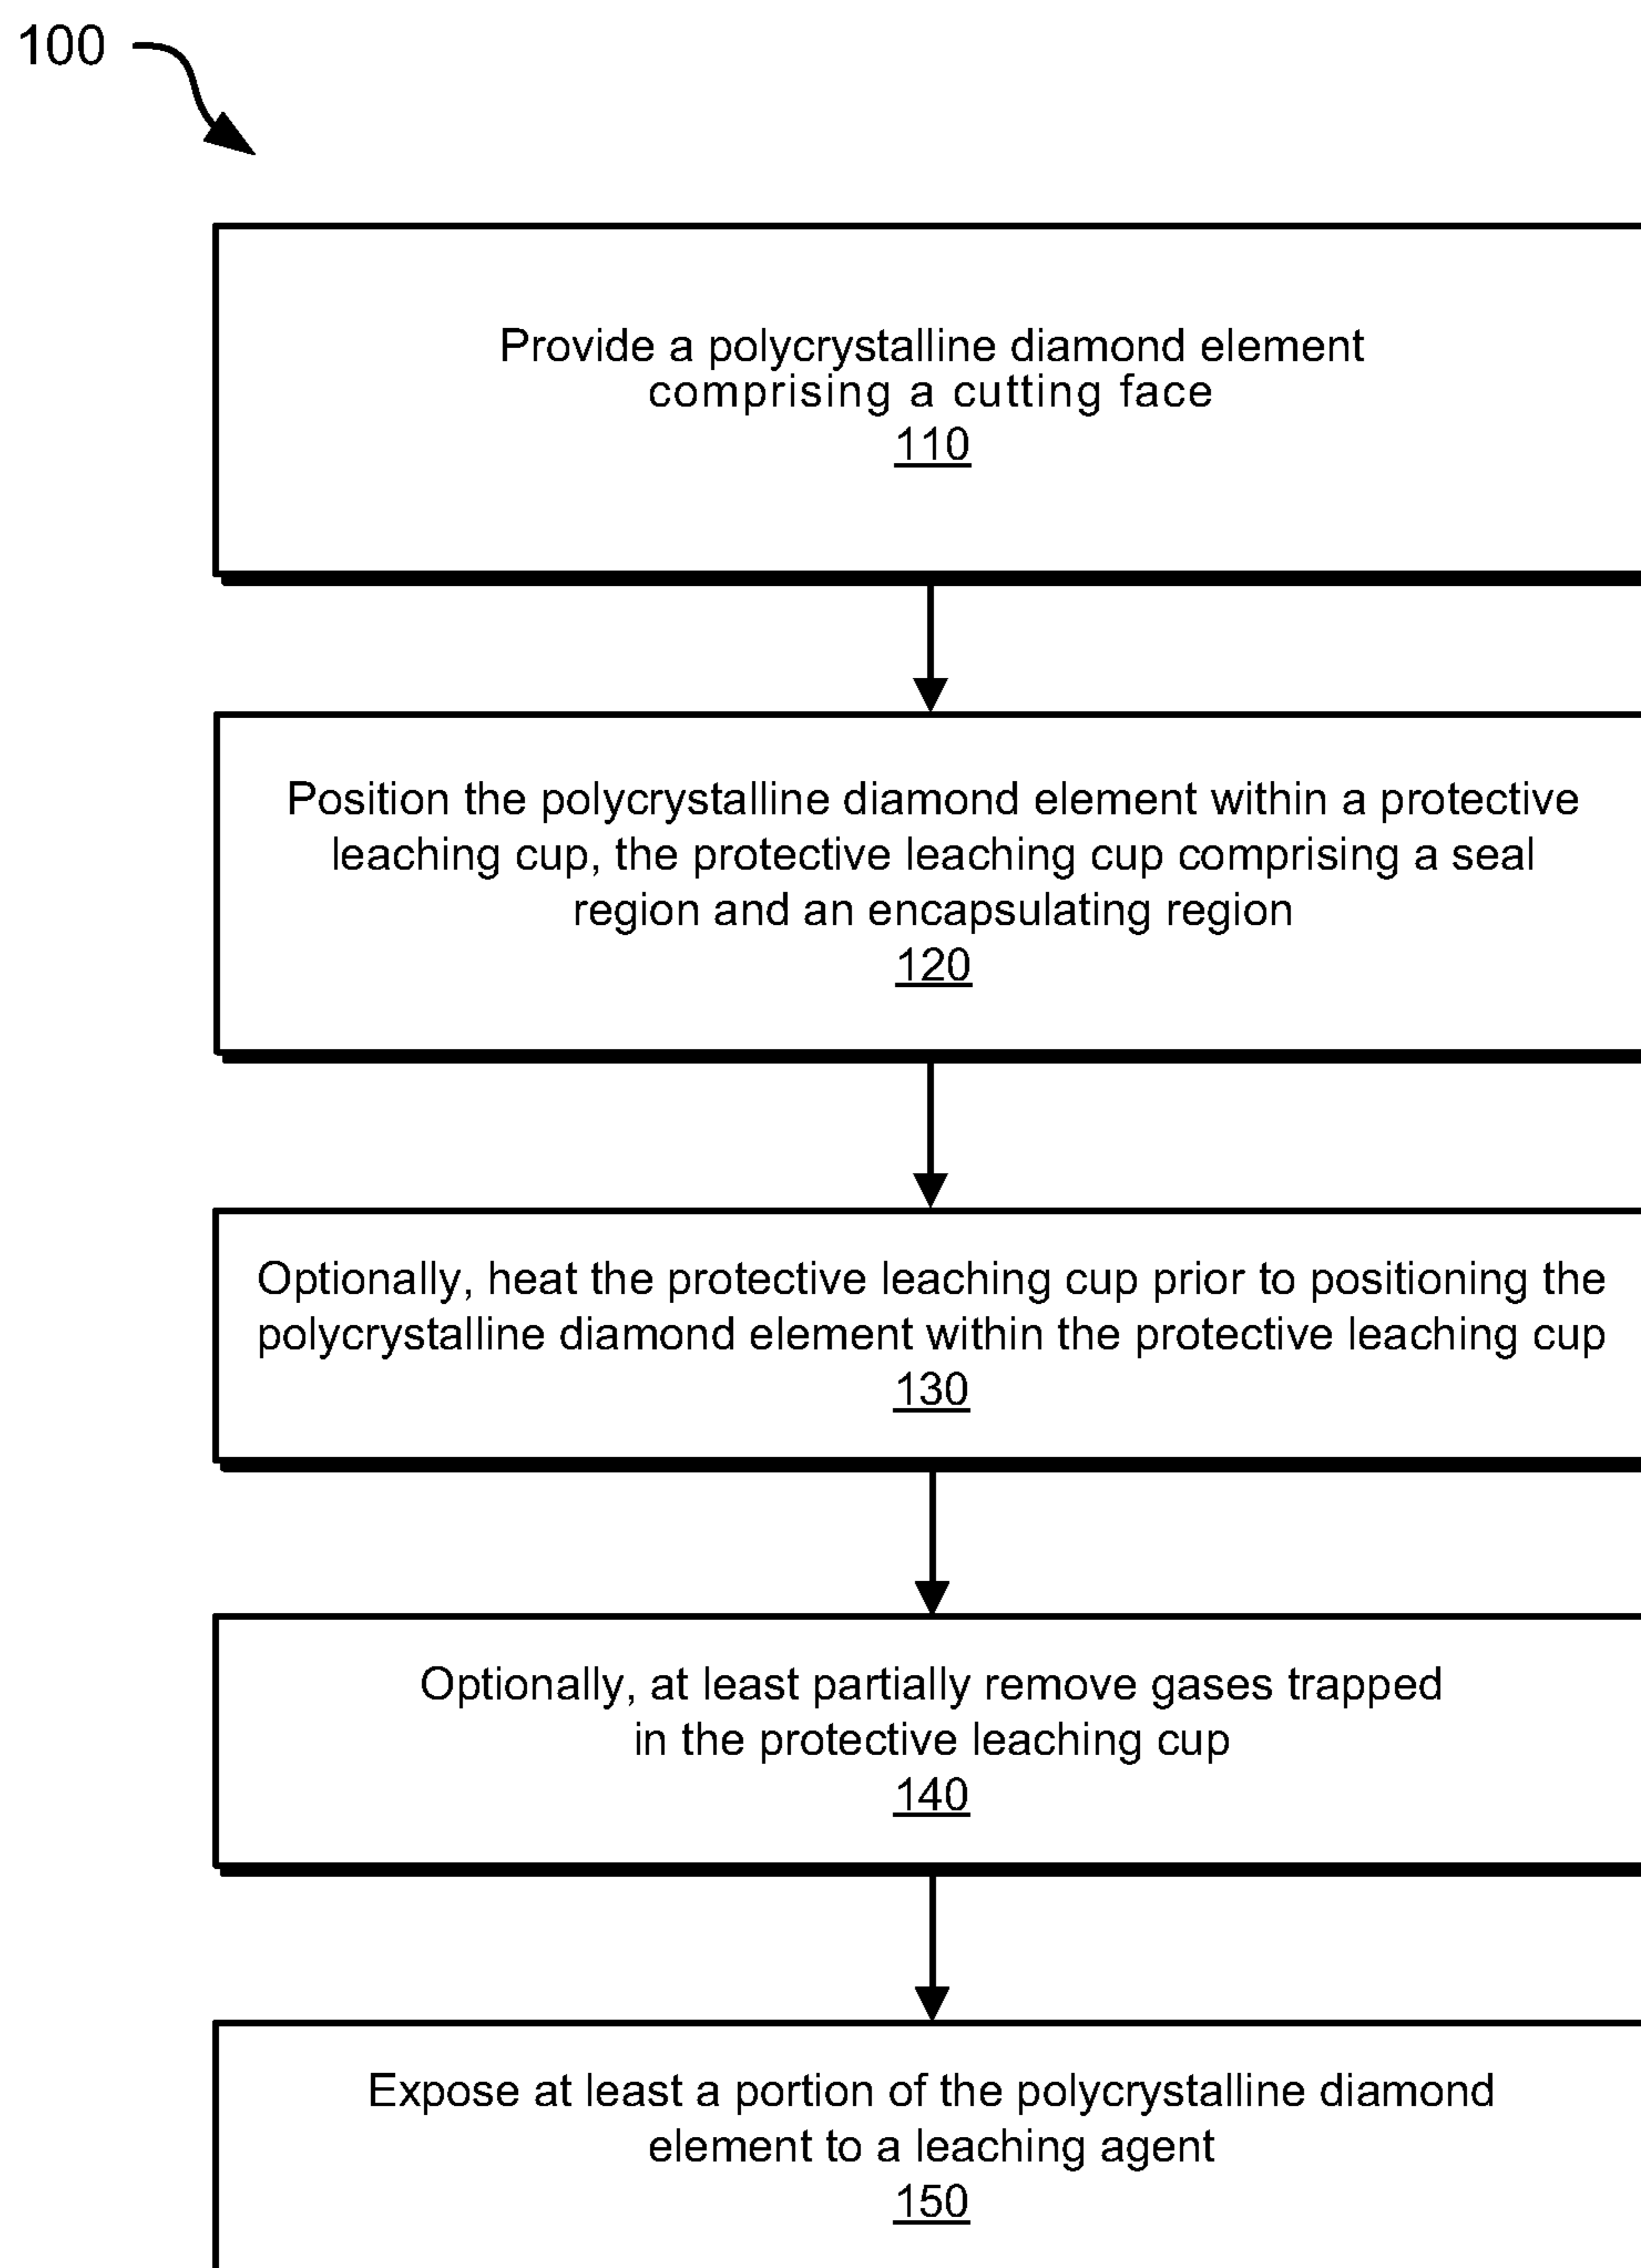 100
Provide a polycrystalline diamond element
comprising a cutting face
110
Position the polycrystalline diamond element within a protective
leaching cup, the protective leaching cup comprising a seal
region and an encapsulating region
120
Optionally, heat the protective leaching cup prior to positioning the
polycrystalline diamond element within the protective leaching cup
130
Optionally, at least partially remove gases trapped
in the protective leaching cup
140
Expose at least a portion of the polycrystalline diamond
element to a leaching agent
150